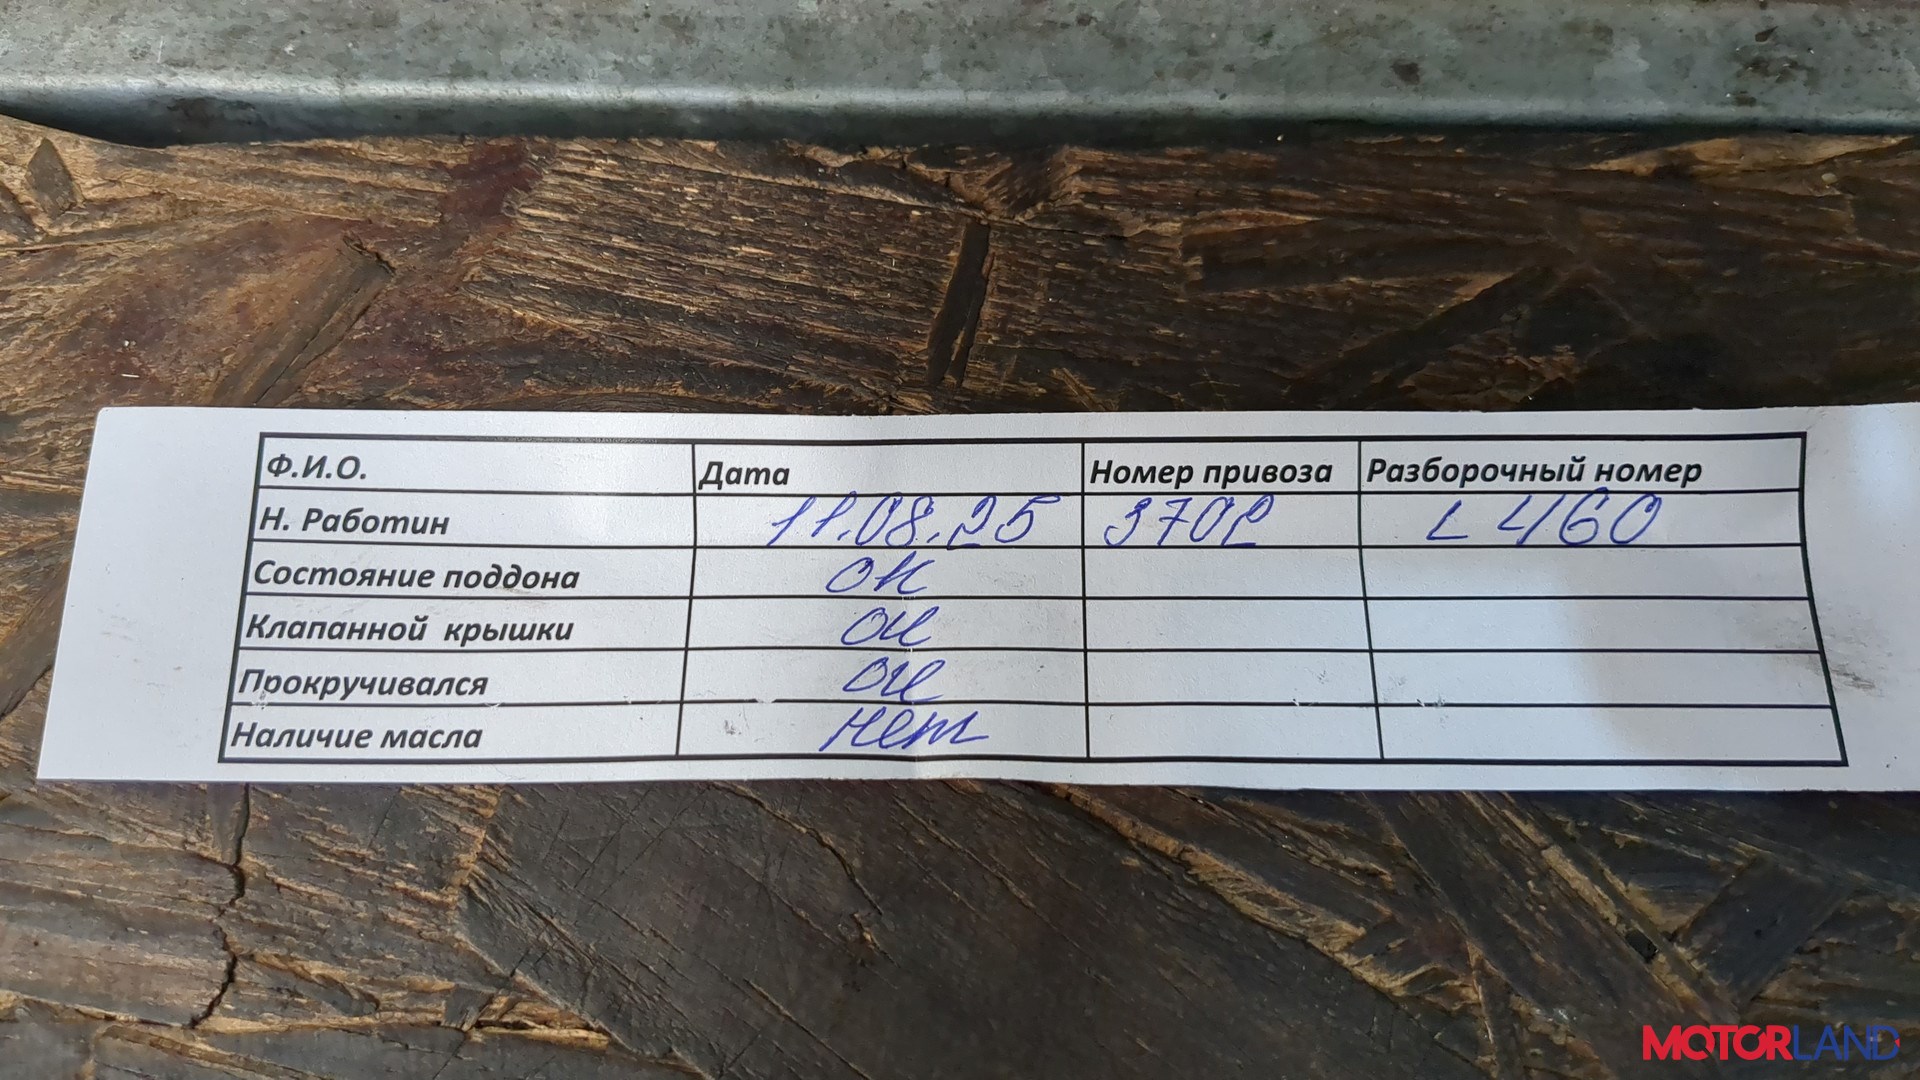 Ф.И.О. Дата Номер привоза Разборочный номер
Н. Работин 11.08.25 3702 L460
Состояние поддона ок
Клапанной крышки ок
Прокручивался ок
Наличие масла нет
MOTORLAND